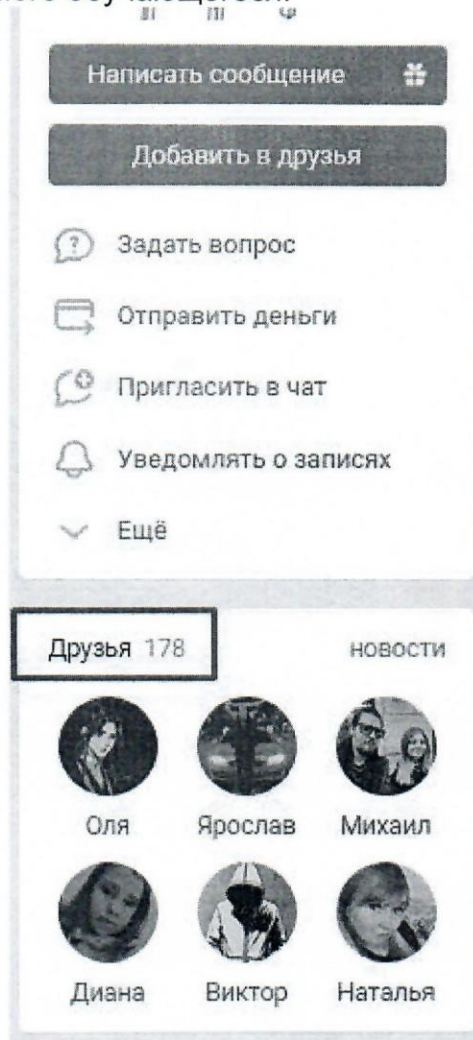 Написать сообщение
Добавить в друзья
Задать вопрос
Отправить деньги
Пригласить в чат
Уведомлять о записях
Ещё
Друзья 178 новости
Оля Ярослав Михаил
Диана Виктор Наталья